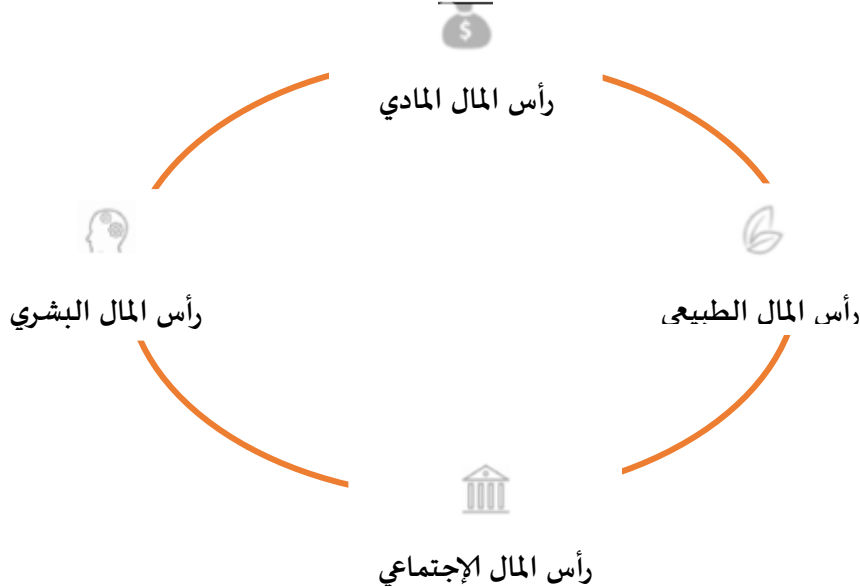 $
رأس المال المادي
رأس المال الطبيعي
رأس المال البشري
رأس المال الإجتماعي